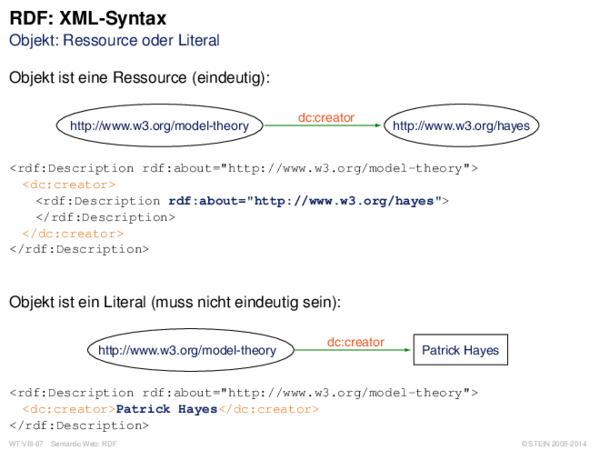 RDF: XML-Syntax
Objekt: Ressource oder Literal
Objekt ist eine Ressource (eindeutig):
http://www.w3.org/model-theory dc:creator http://www.w3.org/hayes
<rdf:Description rdf:about="http://www.w3.org/model-theory">
<dc:creator>
<rdf:Description rdf:about="http://www.w3.org/hayes">
</rdf:Description>
</dc:creator>
</rdf:Description>
Objekt ist ein Literal (muss nicht eindeutig sein):
http://www.w3.org/model-theory dc:creator Patrick Hayes
<rdf:Description rdf:about="http://www.w3.org/model-theory">
<dc:creator>Patrick Hayes</dc:creator>
</rdf:Description>
WT:VIII-87 Semantic Web: RDF © STEIN 2005-2014